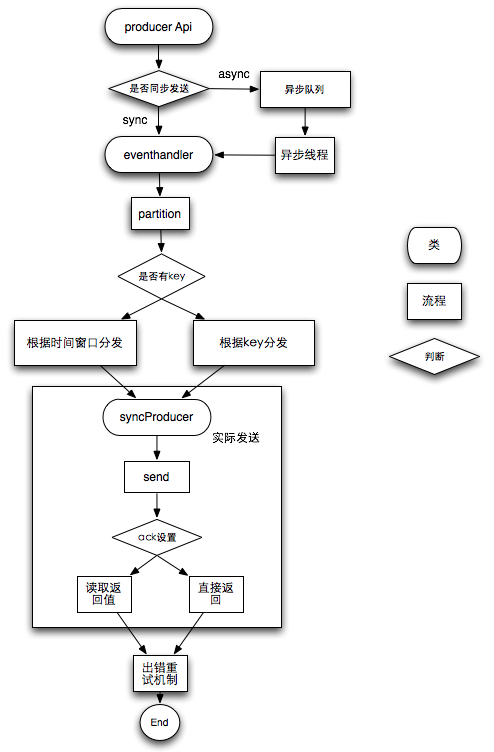 producer Api
是否同步发送
async
异步队列
sync
eventhandler
异步线程
partition
是否有key
类
流程
判断
根据时间窗口分发
根据key分发
syncProducer
实际发送
send
ack设置
读取返
回值
直接返
回
出错重
试机制
End